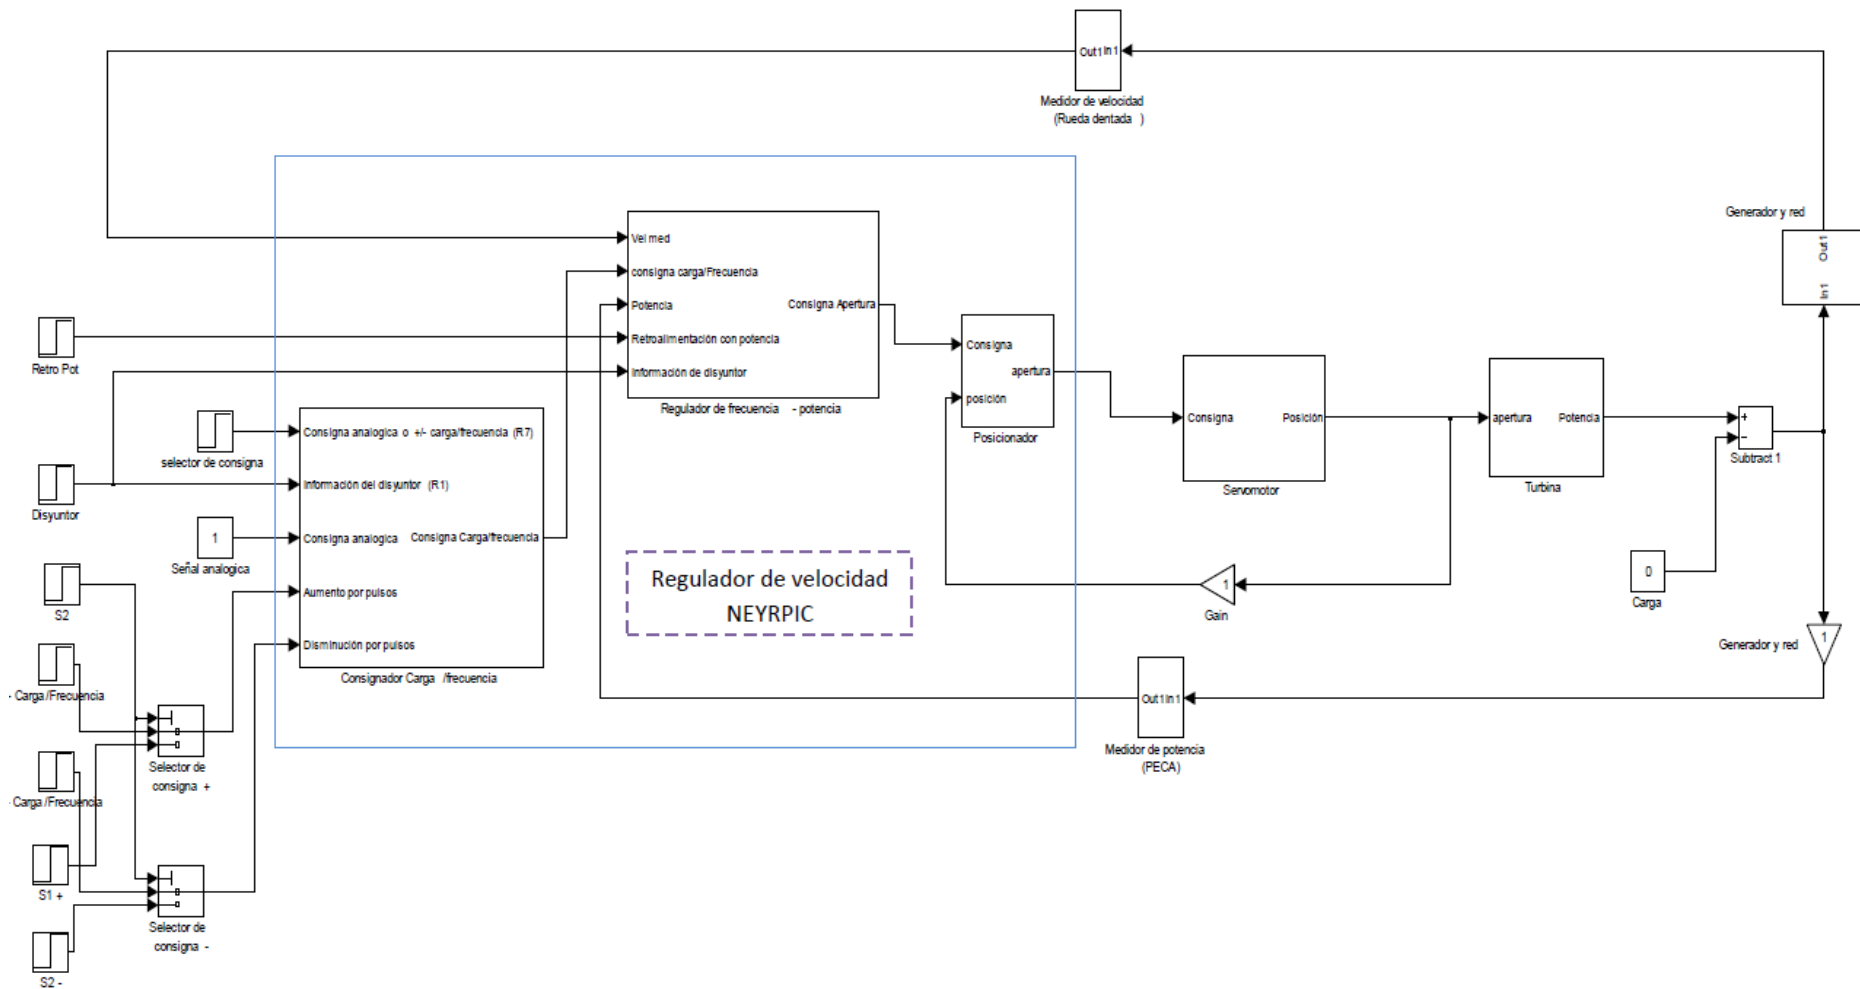 Out1 In1
Medidor de velocidad
(Rueda dentada )
Generador y red
Out1
In1
Vel med
consigna carga/Frecuencia
Potencia
Consigna Apertura
Retroalimentación con potencia
Información de disyuntor
Regulador de frecuencia - potencia
Retro Pot
Consigna
apertura
posición
Posicionador
Consigna
Posición
Servomotor
apertura
Potencia
Turbina
+
-
Subtract 1
selector de consigna
Consigna analogica o +/- carga/frecuencia (R7)
Información del disyuntor (R1)
Consigna analogica
Consigna Carga/frecuencia
Aumento por pulsos
Disminución por pulsos
Consignador Carga /frecuencia
Disyuntor
1
Señal analogica
Regulador de velocidad
NEYRPIC
1
Gain
0
Carga
1
Generador y red
S2
- Carga /Frecuencia
Out1 In1
Medidor de potencia
(PECA)
Selector de
consigna +
- Carga /Frecuencia
S1 +
Selector de
consigna -
S2 -